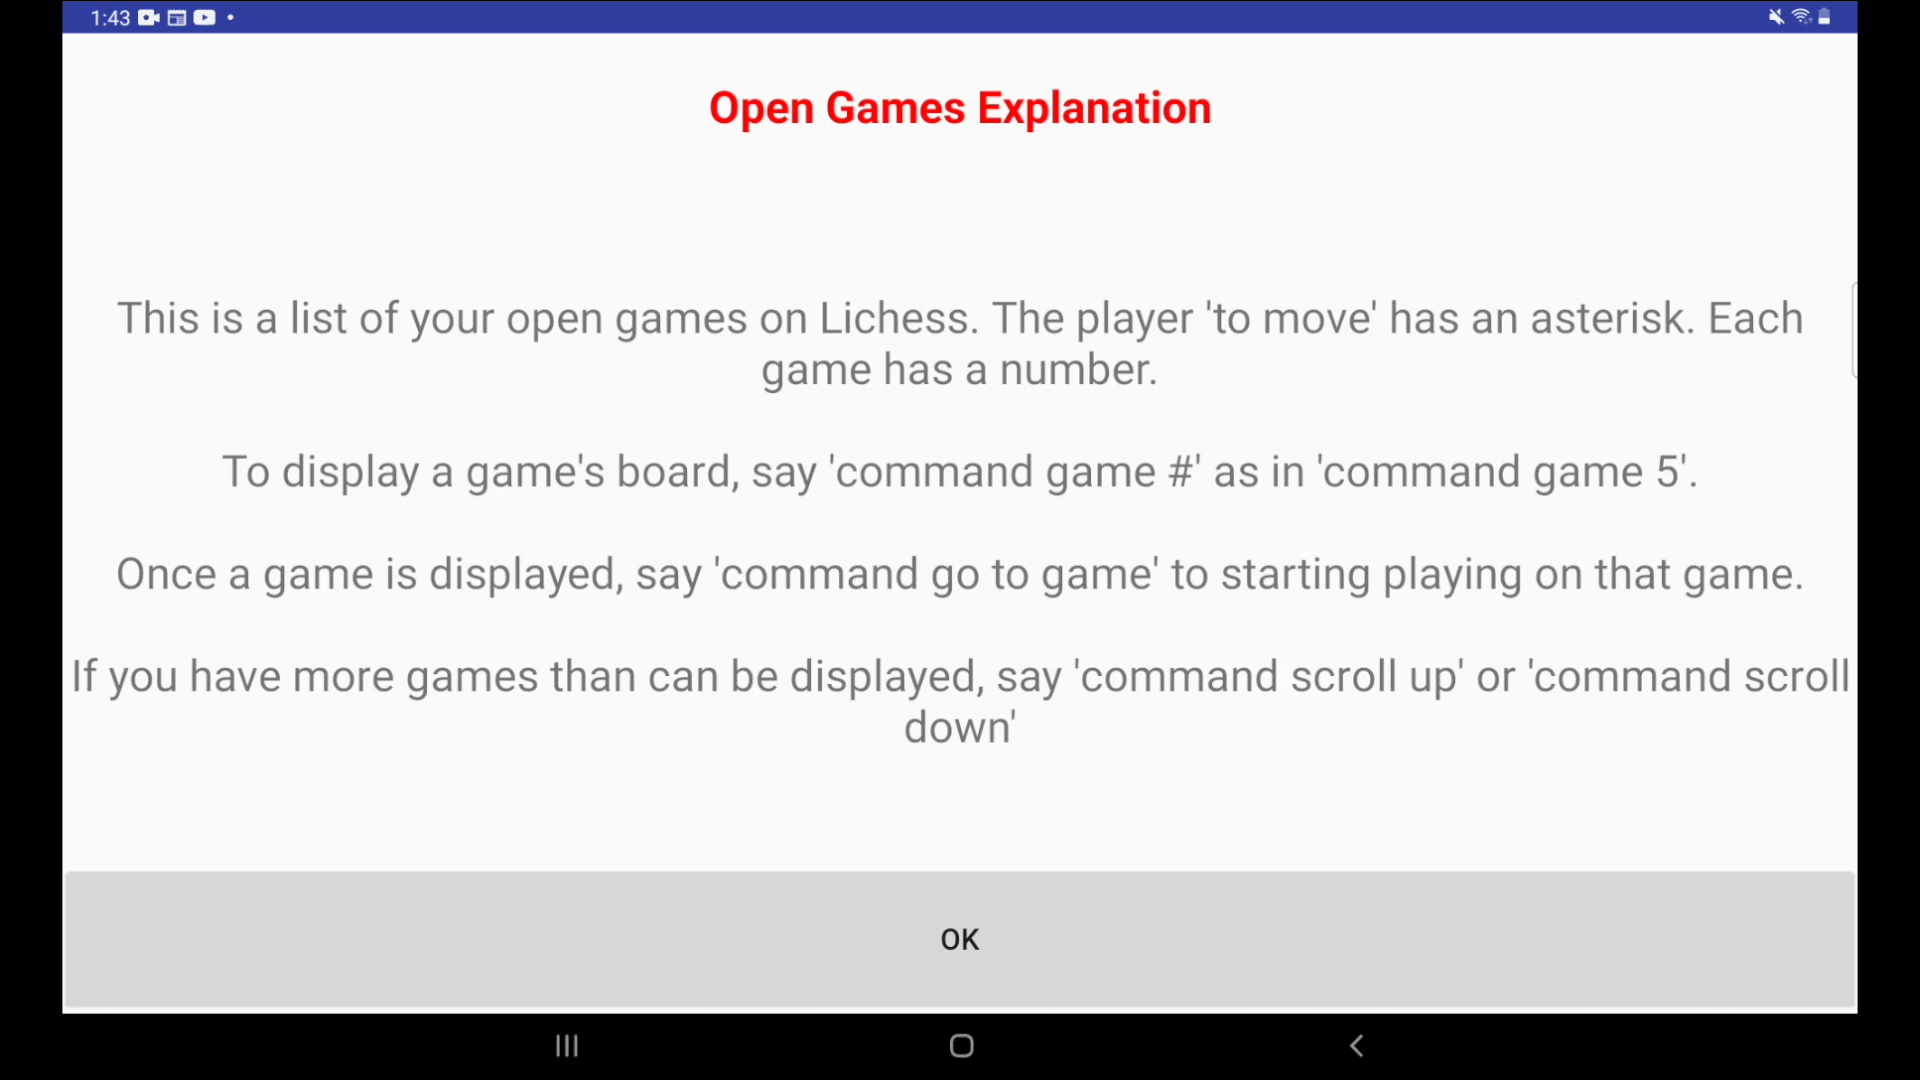 1:43
Open Games Explanation
This is a list of your open games on Lichess. The player 'to move' has an asterisk. Each
game has a number.
To display a game's board, say 'command game #' as in 'command game 5'.
Once a game is displayed, say 'command go to game' to starting playing on that game.
If you have more games than can be displayed, say 'command scroll up' or 'command scroll
down'
OK